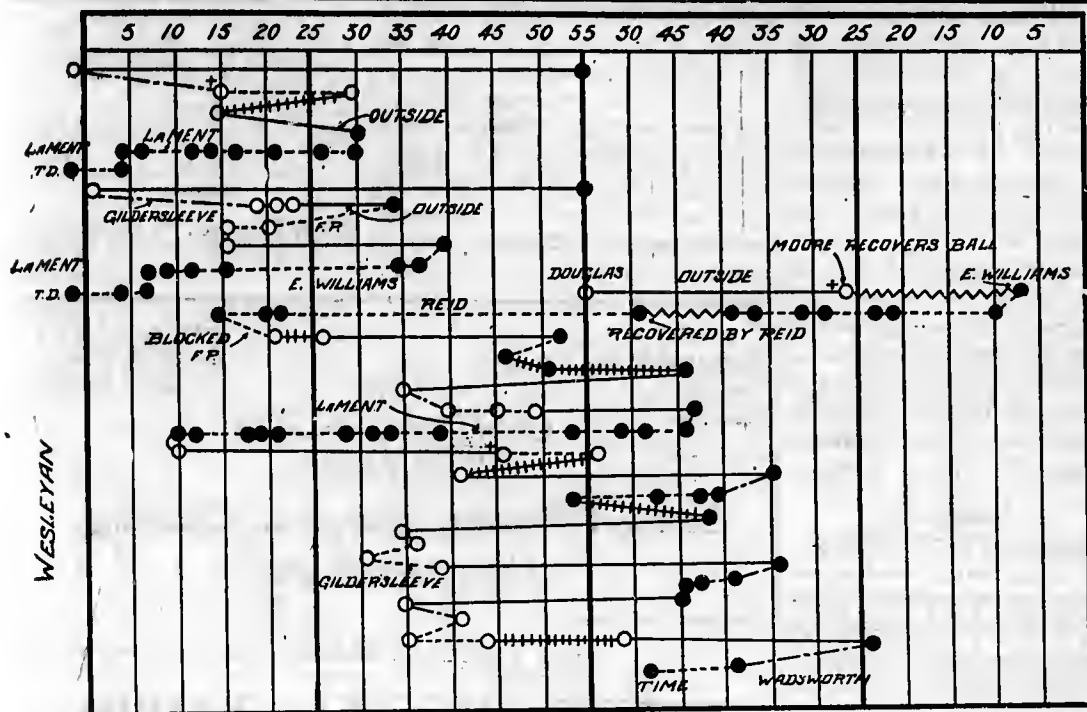 5 10 15 20 25 30 35 40 45 50 55 50 45 40 35 30 25 20 15 10 5
+
OUTSIDE
LAMENT
LAMENT
T.D.
GILDERSLEEVE
OUTSIDE
F.P.
MOORE RECOVERS BALL
LAMENT
E. WILLIAMS
DOUGLAS
OUTSIDE
+
E. WILLIAMS
T.D.
REID
BLOCKED
F.P.
RECOVERED BY REID
LAMENT
+
WESLEYAN
GILDERSLEEVE
TIME
WADSWORTH